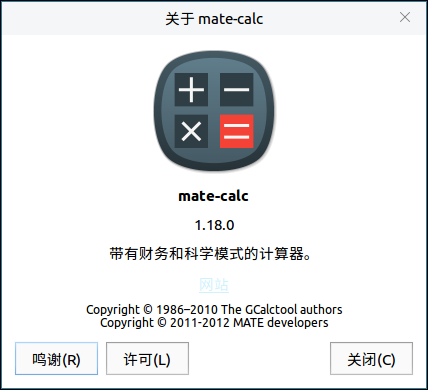 关于 mate-calc
mate-calc
1.18.0
带有财务和科学模式的计算器。
网站
Copyright © 1986–2010 The GCalctool authors
Copyright © 2011-2012 MATE developers
鸣谢(R)
许可(L)
关闭(C)